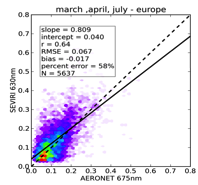 march ,april, july - europe
0.8
0.7
0.6
0.5
0.4
0.3
0.2
0.1
0.0
SEVIRI 630nm
slope = 0.809
intercept = 0.040
r = 0.64
RMSE = 0.067
bias = -0.017
percent error = 58%
N = 5637
0.0 0.1 0.2 0.3 0.4 0.5 0.6 0.7 0.8
AERONET 675nm